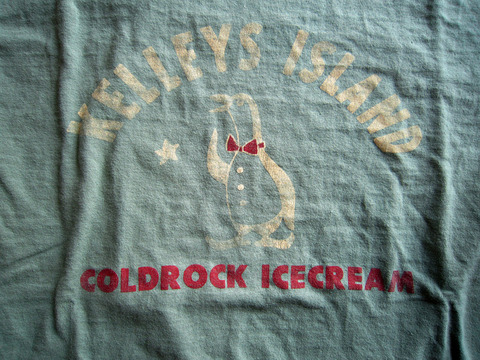 KELLEYS ISLAND
COLDROCK ICECREAM